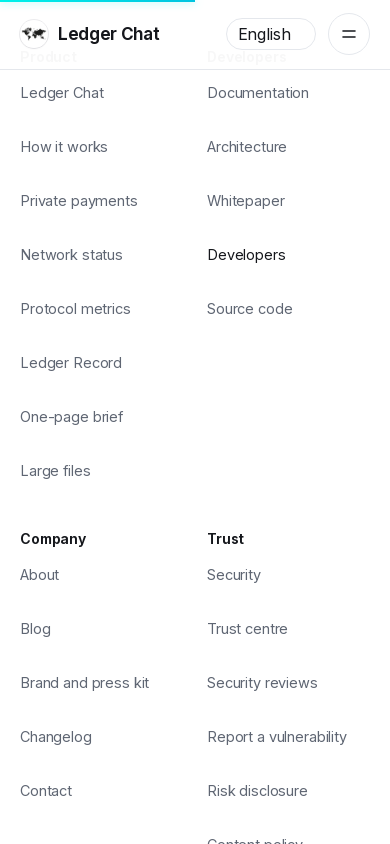 Ledger Chat
English
Product
Developers
Ledger Chat
Documentation
How it works
Architecture
Private payments
Whitepaper
Network status
Developers
Protocol metrics
Source code
Ledger Record
One-page brief
Large files
Company
Trust
About
Security
Blog
Trust centre
Brand and press kit
Security reviews
Changelog
Report a vulnerability
Contact
Risk disclosure
Content policy